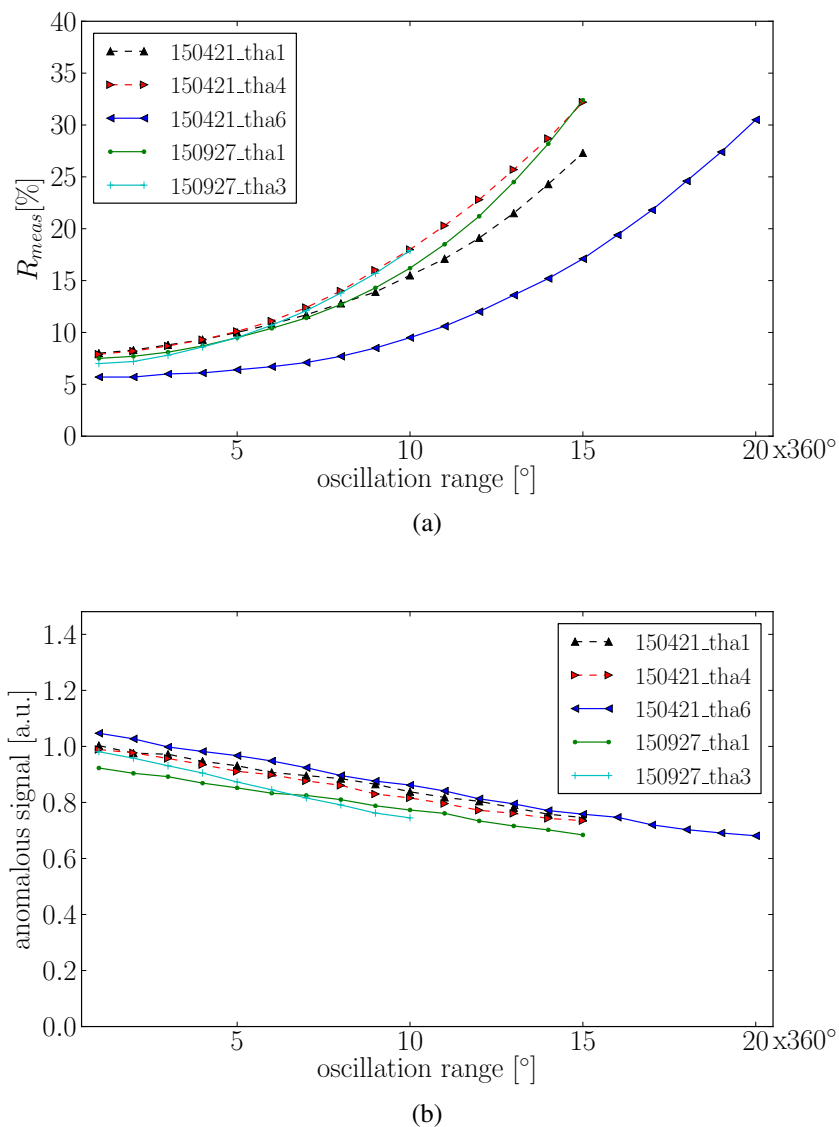 40
35
30
25
20
15
10
5
0
R_meas[%]
150421_tha1
150421_tha4
150421_tha6
150927_tha1
150927_tha3
5
10
15
20
x360°
oscillation range [°]
(a)
1.4
1.2
1.0
0.8
0.6
0.4
0.2
0.0
anomalous signal [a.u.]
150421_tha1
150421_tha4
150421_tha6
150927_tha1
150927_tha3
5
10
15
20
x360°
oscillation range [°]
(b)